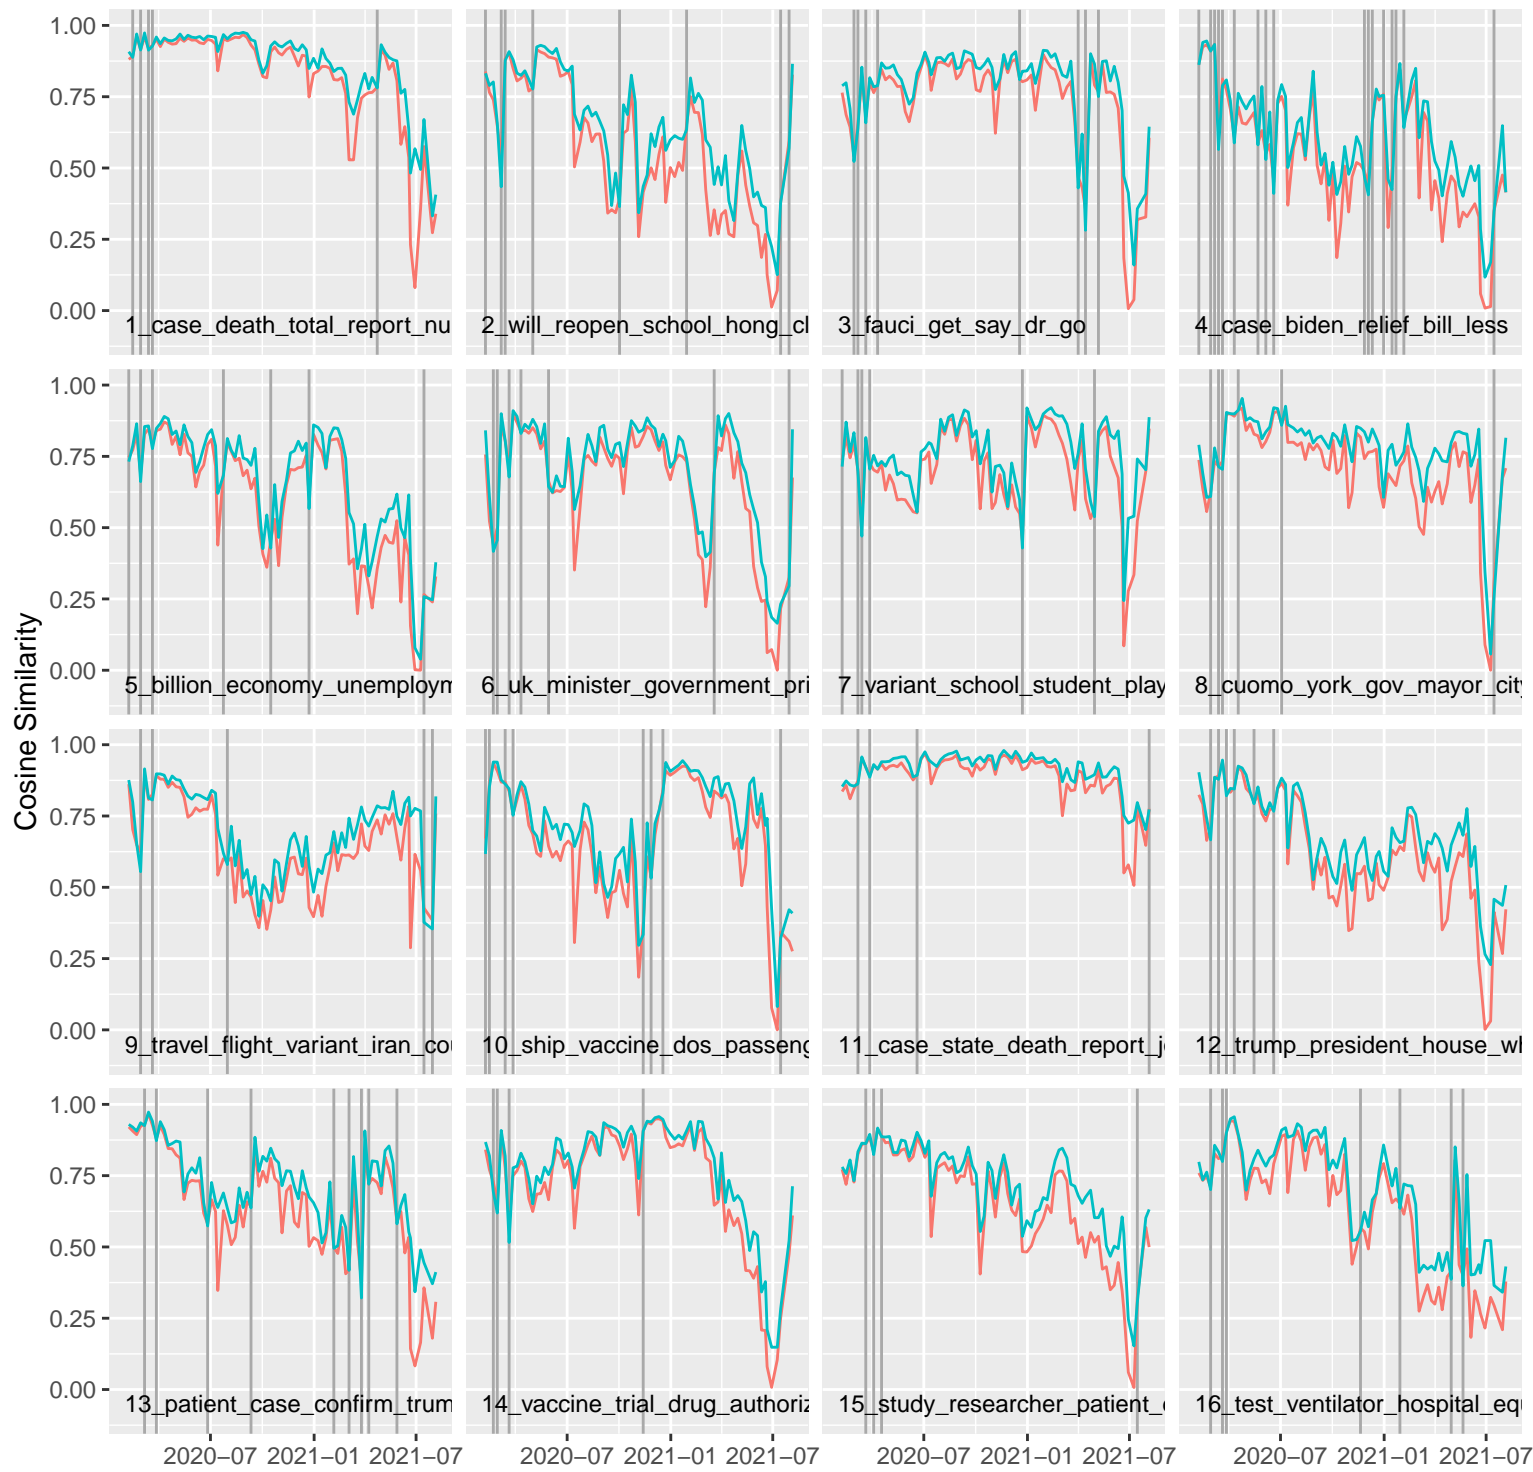 Cosine Similarity
1.00
0.75
0.50
0.25
0.00
1_case_death_total_report_nu
2_will_reopen_school_hong_cl
3_fauci_get_say_dr_go
4_case_biden_relief_bill_less
1.00
0.75
0.50
0.25
0.00
5_billion_economy_unemploym
6_uk_minister_government_pri
7_variant_school_student_play
8_cuomo_york_gov_mayor_city
1.00
0.75
0.50
0.25
0.00
9_travel_flight_variant_iran_cou
10_ship_vaccine_dos_passeng
11_case_state_death_report_j
12_trump_president_house_wh
1.00
0.75
0.50
0.25
0.00
13_patient_case_confirm_trum
14_vaccine_trial_drug_authoriz
15_study_researcher_patient_
16_test_ventilator_hospital_equ
2020−07 2021−01 2021−07
2020−07 2021−01 2021−07
2020−07 2021−01 2021−07
2020−07 2021−01 2021−07